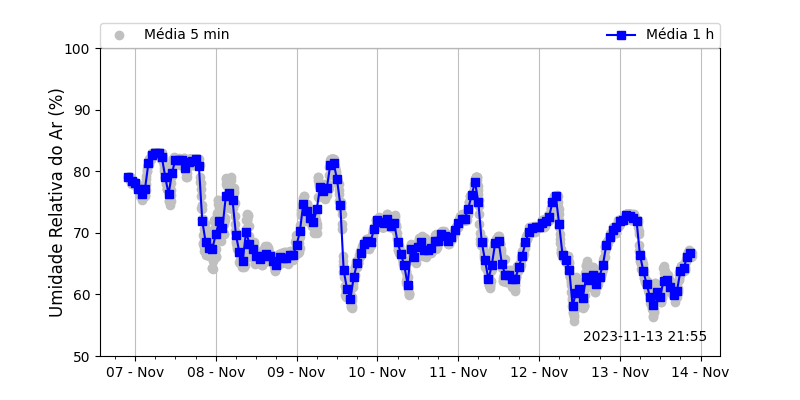 Média 5 min Média 1 h
Umidade Relativa do Ar (%)
100
90
80
70
60
50
2023-11-13 21:55
07 - Nov 08 - Nov 09 - Nov 10 - Nov 11 - Nov 12 - Nov 13 - Nov 14 - Nov